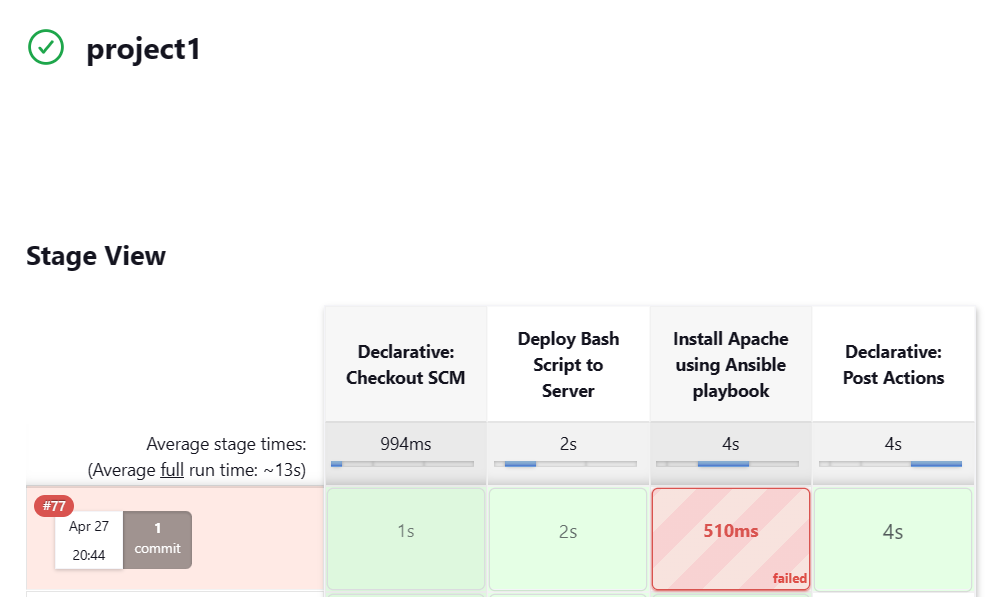 project1
Stage View
Declarative:
Checkout SCM
Deploy Bash
Script to
Server
Install Apache
using Ansible
playbook
Declarative:
Post Actions
Average stage times:
(Average full run time: ~13s)
994ms
2s
4s
4s
#77
Apr 27
20:44
1
commit
1s
2s
510ms
failed
4s